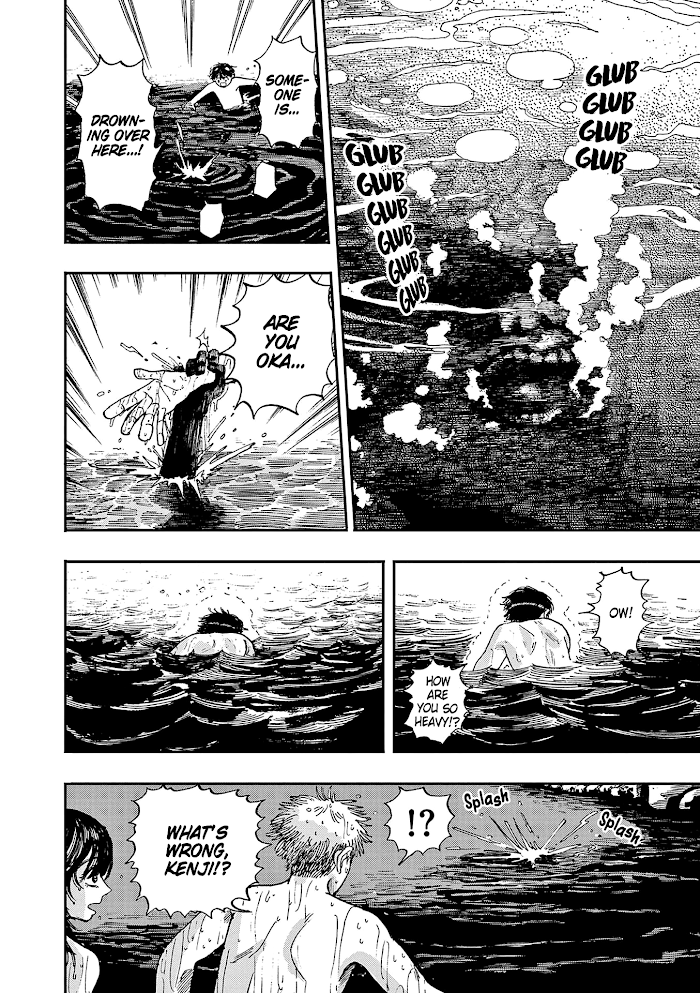 GLUB
GLUB
GLUB
GLUB
GLUB
GLUB
GLUB
GLUB
GLUB
GLUB
SOME-
ONE
IS...
DROWN-
ING OVER
HERE...!
ARE
YOU
OKA...
OW!
HOW
ARE
YOU SO
HEAVY!?
Splash
Splash
!?
WHAT'S
WRONG,
KENJI!?